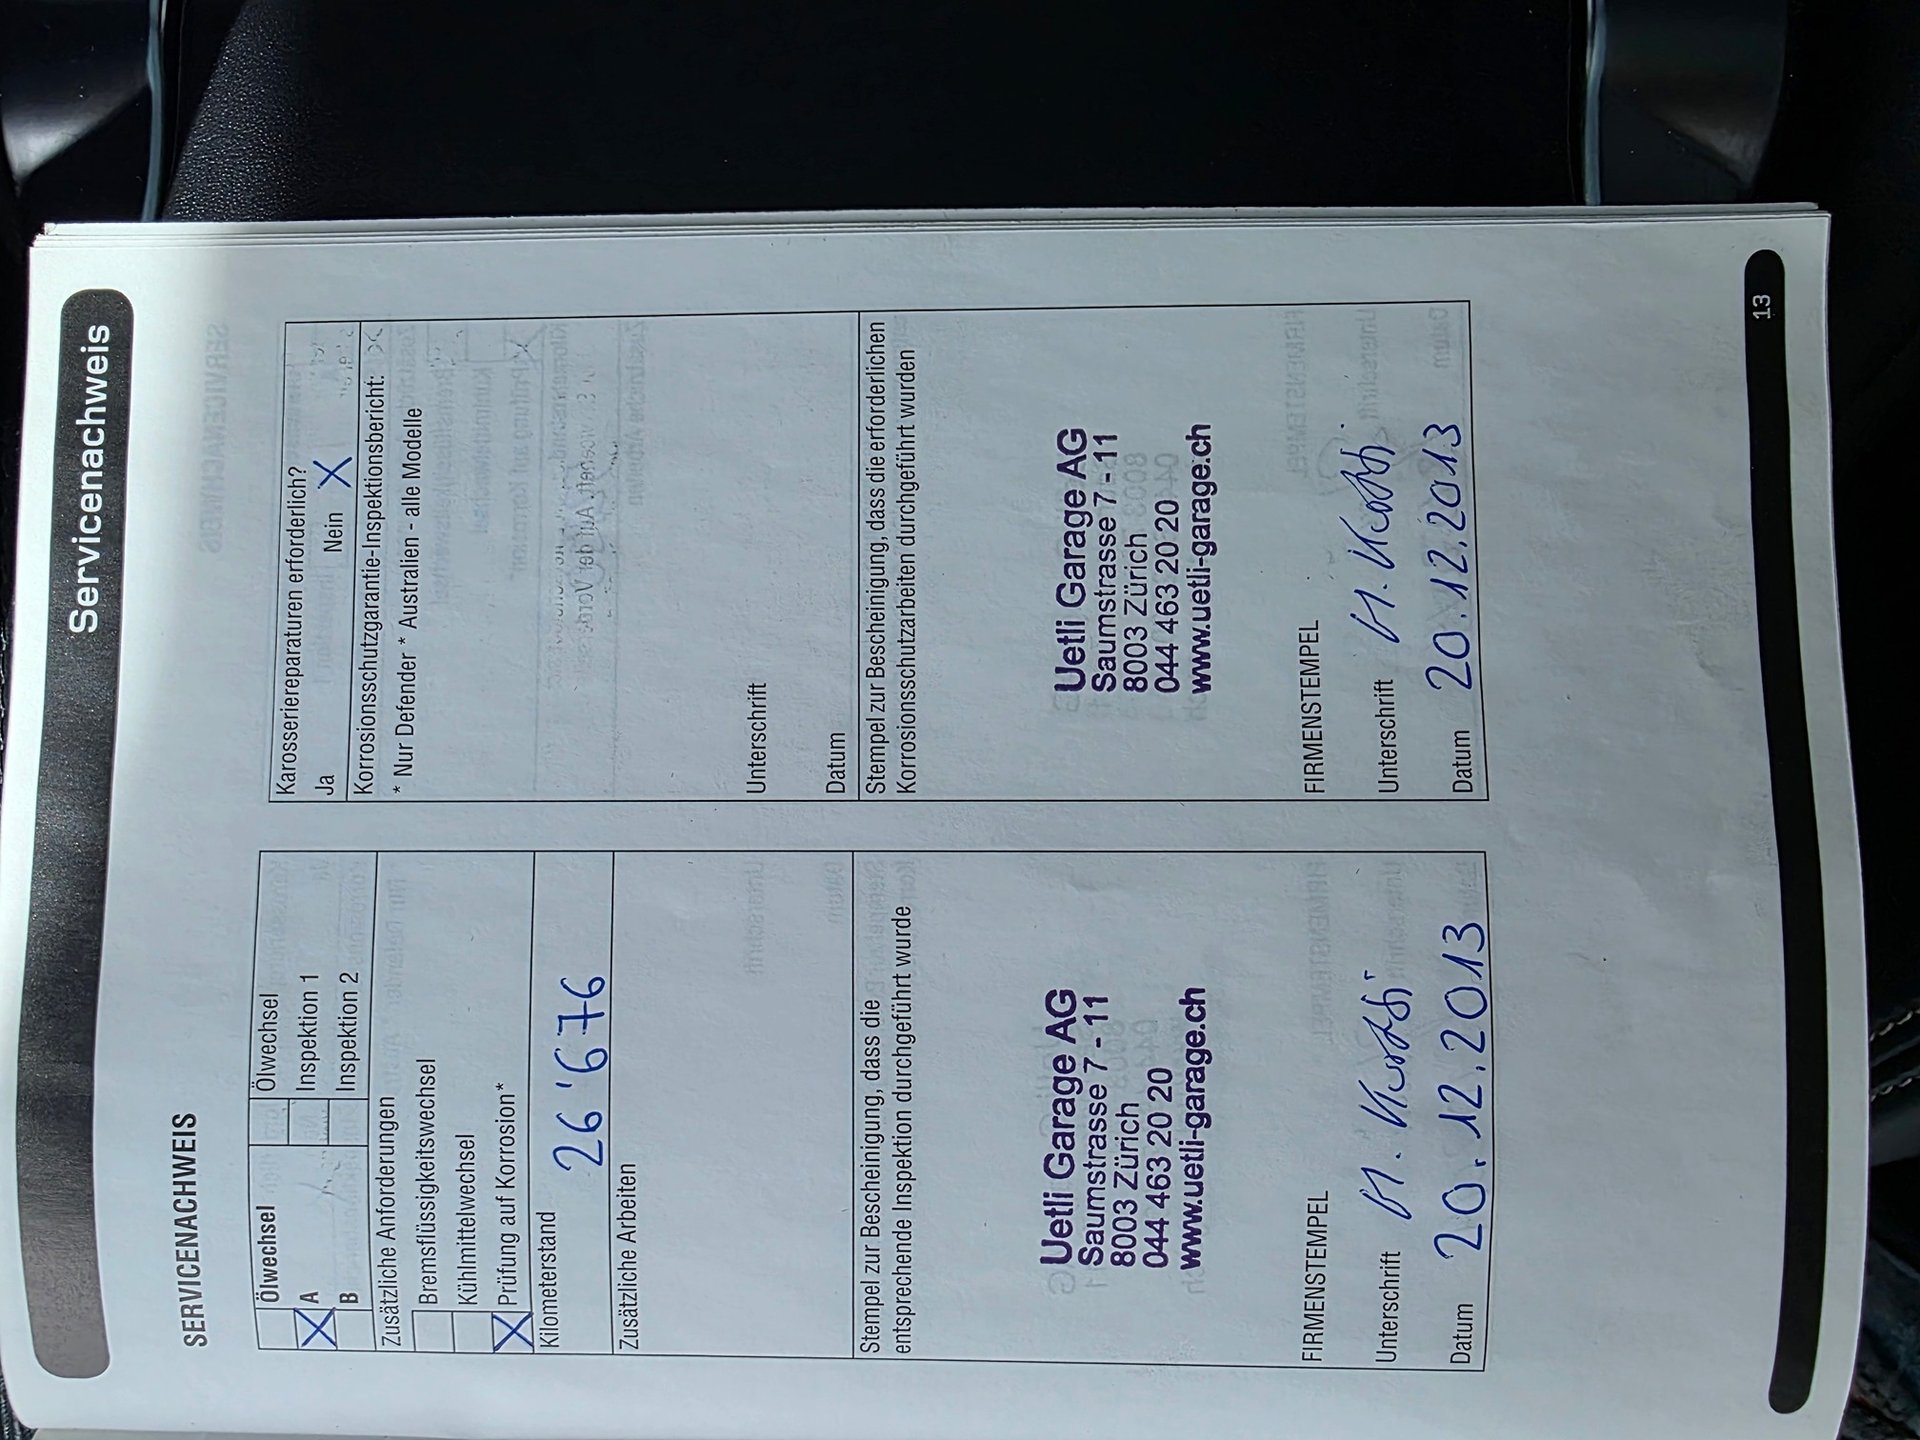 Servicenachweis
SERVICENACHWEIS
Ölwechsel Ölwechsel
X A Inspektion 1
B Inspektion 2
Zusätzliche Anforderungen
Bremsflüssigkeitswechsel
Kühlmittelwechsel
X Prüfung auf Korrosion*
Kilometerstand
26'676
Zusätzliche Arbeiten
Stempel zur Bescheinigung, dass die
entsprechende Inspektion durchgeführt wurde
Uetli Garage AG
Saumstrasse 7 - 11
8003 Zürich
044 463 20 20
www.uetli-garage.ch
FIRMENSTEMPEL
Unterschrift
Datum 20.12.2013
Karosseriereparaturen erforderlich?
Ja Nein X
Korrosionsschutzgarantie-Inspektionsbericht:
* Nur Defender * Australien - alle Modelle
Unterschrift
Datum
Stempel zur Bescheinigung, dass die erforderlichen
Korrosionsschutzarbeiten durchgeführt wurden
Uetli Garage AG
Saumstrasse 7 - 11
8003 Zürich
044 463 20 20
www.uetli-garage.ch
FIRMENSTEMPEL
Unterschrift
Datum 20.12.2013
13